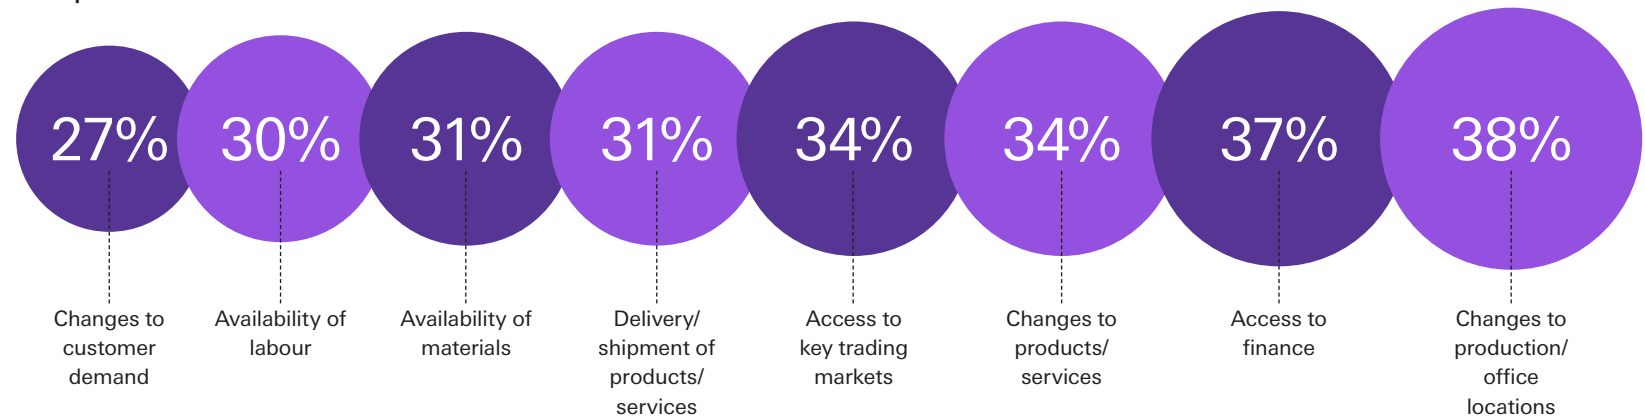 27%
30%
31%
31%
34%
34%
37%
38%
Changes to
customer
demand
Availability of
labour
Availability of
materials
Delivery/
shipment of
products/
services
Access to
key trading
markets
Changes to
products/
services
Access to
finance
Changes to
production/
office
locations